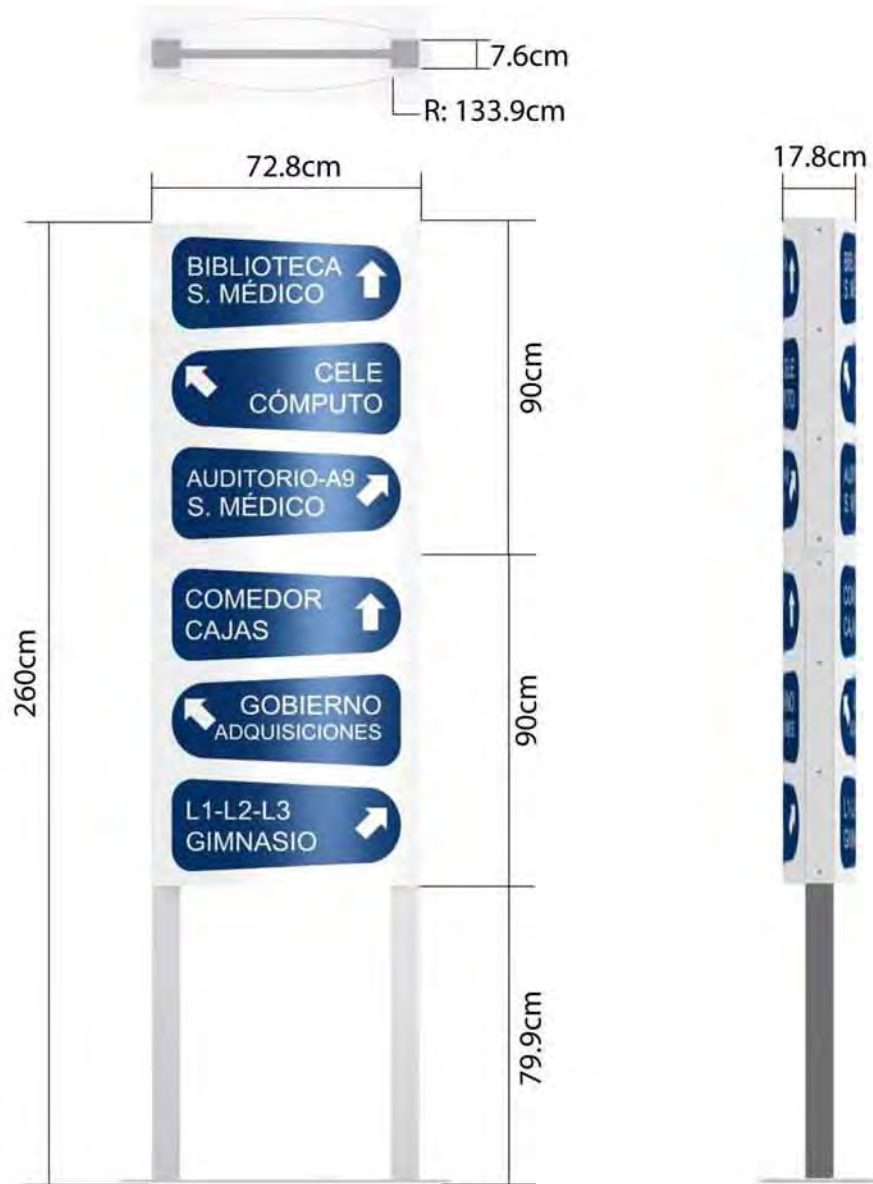 7.6cm
R: 133.9cm
72.8cm
17.8cm
BIBLIOTECA
S. MÉDICO
CELE
CÓMPUTO
AUDITORIO-A9
S. MÉDICO
90cm
COMEDOR
CAJAS
GOBIERNO
ADQUISICIONES
L1-L2-L3
GIMNASIO
90cm
260cm
79.9cm